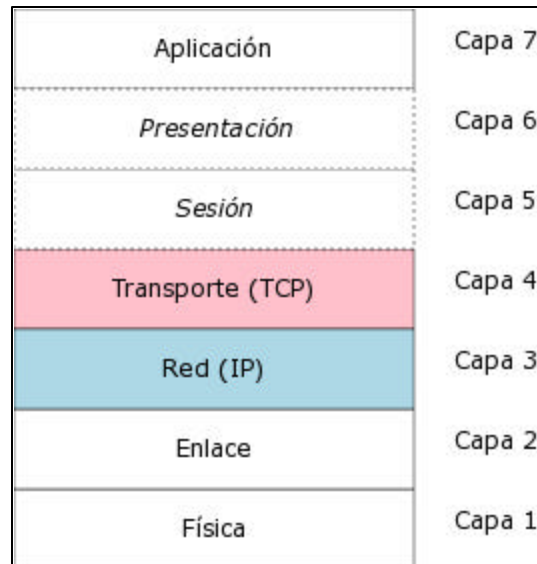 Aplicación Capa 7
Presentación Capa 6
Sesión Capa 5
Transporte (TCP) Capa 4
Red (IP) Capa 3
Enlace Capa 2
Física Capa 1